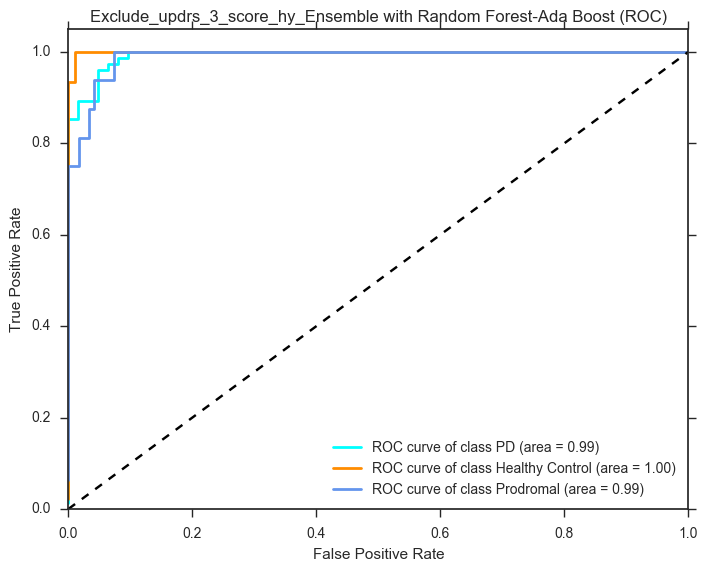 Exclude_updrs_3_score_hy_Ensemble with Random Forest-Ada Boost (ROC)
1.0
0.8
0.6
0.4
0.2
0.0
True Positive Rate
ROC curve of class PD (area = 0.99)
ROC curve of class Healthy Control (area = 1.00)
ROC curve of class Prodromal (area = 0.99)
0.0 0.2 0.4 0.6 0.8 1.0
False Positive Rate